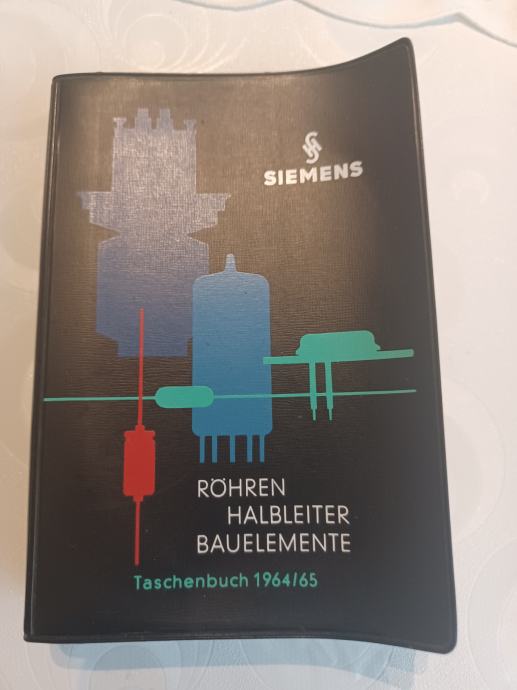 SIEMENS
RÖHREN
HALBLEITER
BAUELEMENTE
Taschenbuch 1964/65